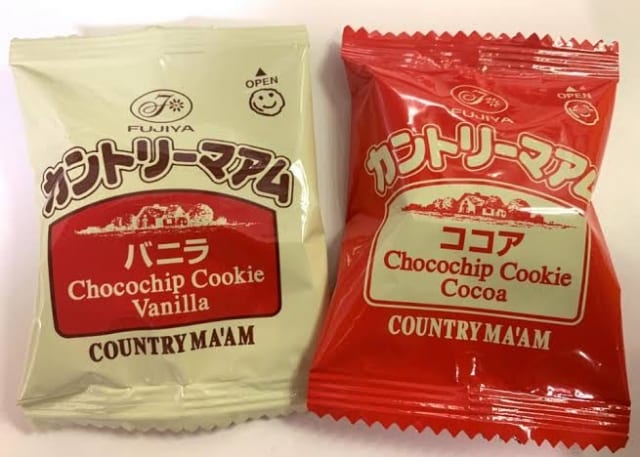 OPEN
FUJIYA
カントリーマアム
バニラ
Chocochip Cookie
Vanilla
COUNTRY MA'AM
OPEN
FUJIYA
カントリーマアム
ココア
Chocochip Cookie
Cocoa
COUNTRY MA'AM